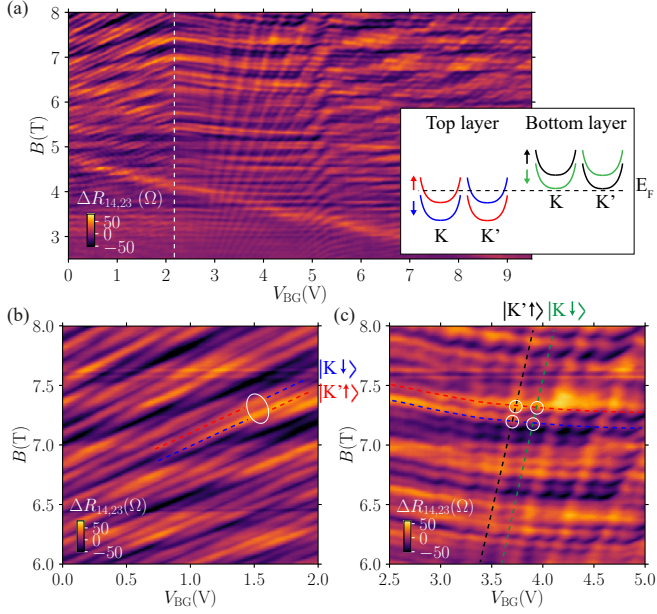 (a)
8
7
6
5
4
3
B(T)
ΔR14,23 (Ω)
50
0
−50
0 1 2 3 4 5 6 7 8 9
VBG(V)
Top layer Bottom layer
K K' K K'
EF
(b)
8.0
7.5
7.0
6.5
6.0
B(T)
|K↓⟩
|K'↑⟩
ΔR14,23(Ω)
50
0
−50
0.0 0.5 1.0 1.5 2.0
VBG(V)
(c)
|K'↑⟩|K↓⟩
8.0
7.5
7.0
6.5
6.0
B(T)
ΔR14,23(Ω)
50
0
−50
2.5 3.0 3.5 4.0 4.5 5.0
VBG(V)